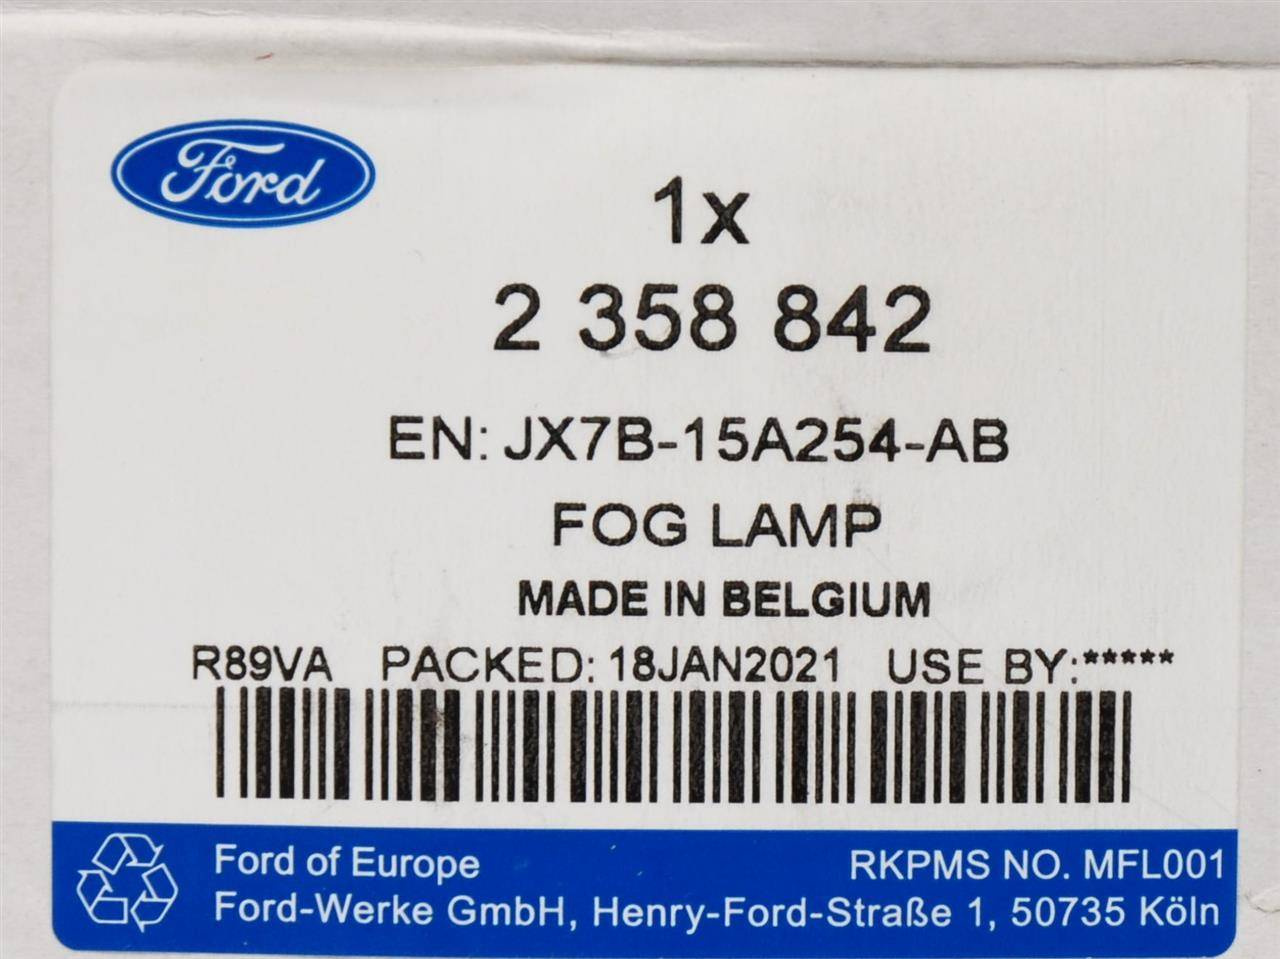 Ford
1x
2 358 842
EN: JX7B-15A254-AB
FOG LAMP
MADE IN BELGIUM
R89VA PACKED: 18JAN2021 USE BY:*****
Ford of Europe RKPMS NO. MFL001
Ford-Werke GmbH, Henry-Ford-Straße 1, 50735 Köln